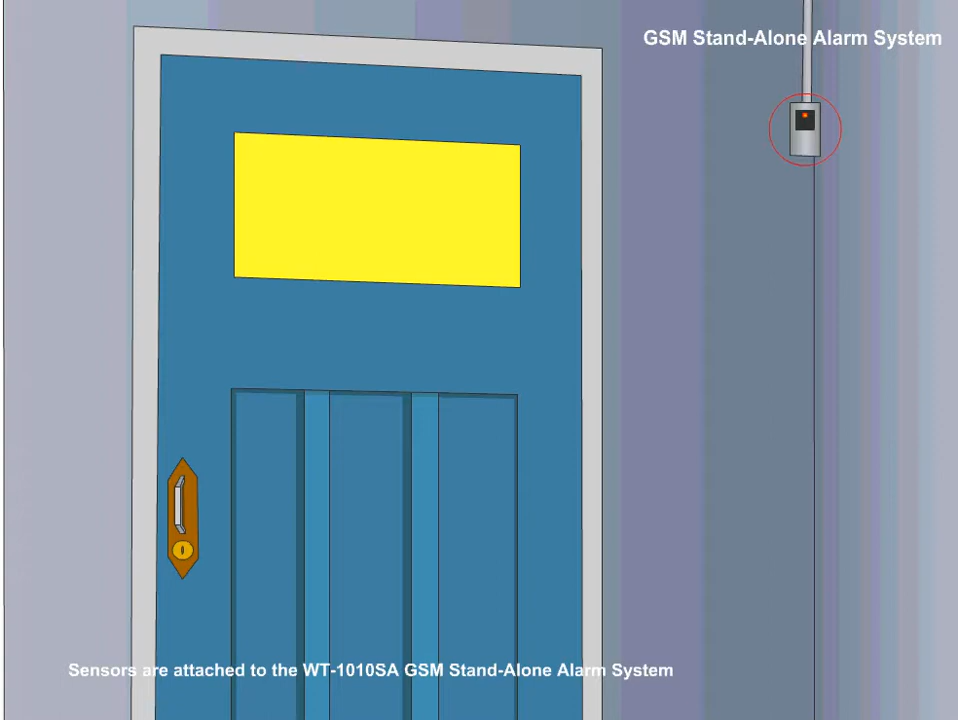 GSM Stand-Alone Alarm System
Sensors are attached to the WT-1010SA GSM Stand-Alone Alarm System